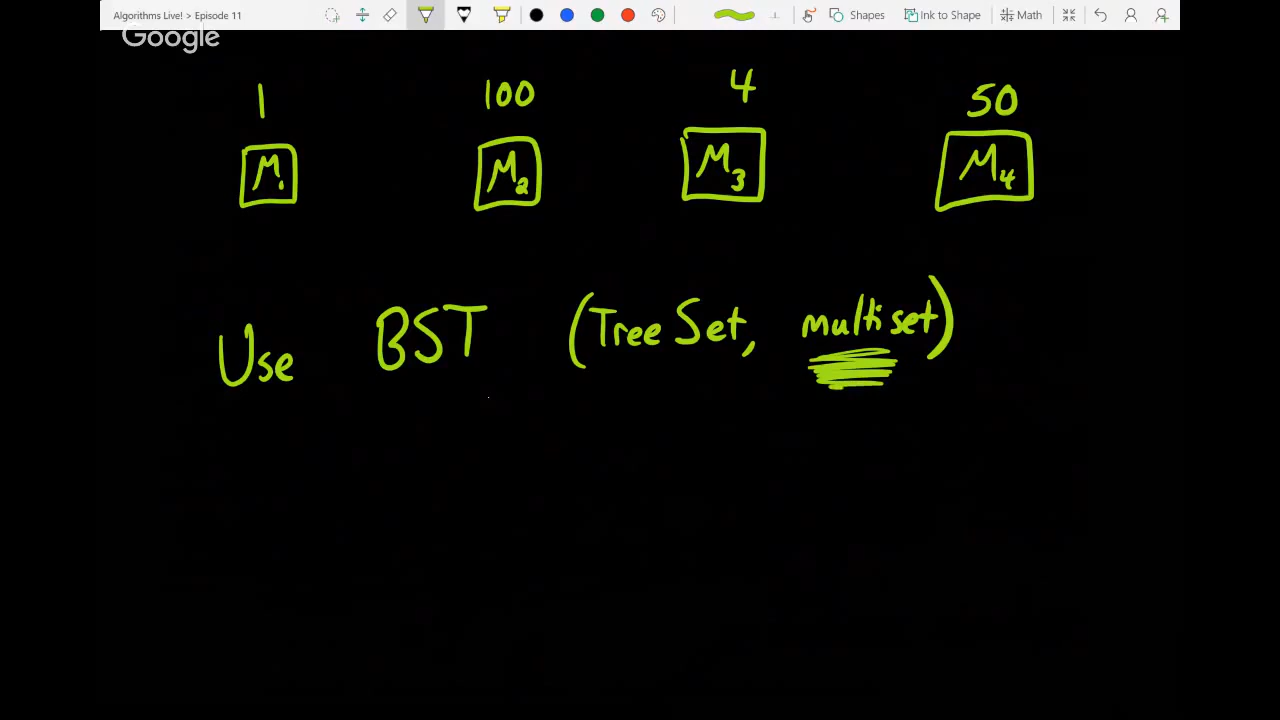 Algorithms Live! > Episode 11
Shapes
Ink to Shape
Math
Google
1 100 4 50
M1 M2 M3 M4
Use BST (Tree Set, multiset)